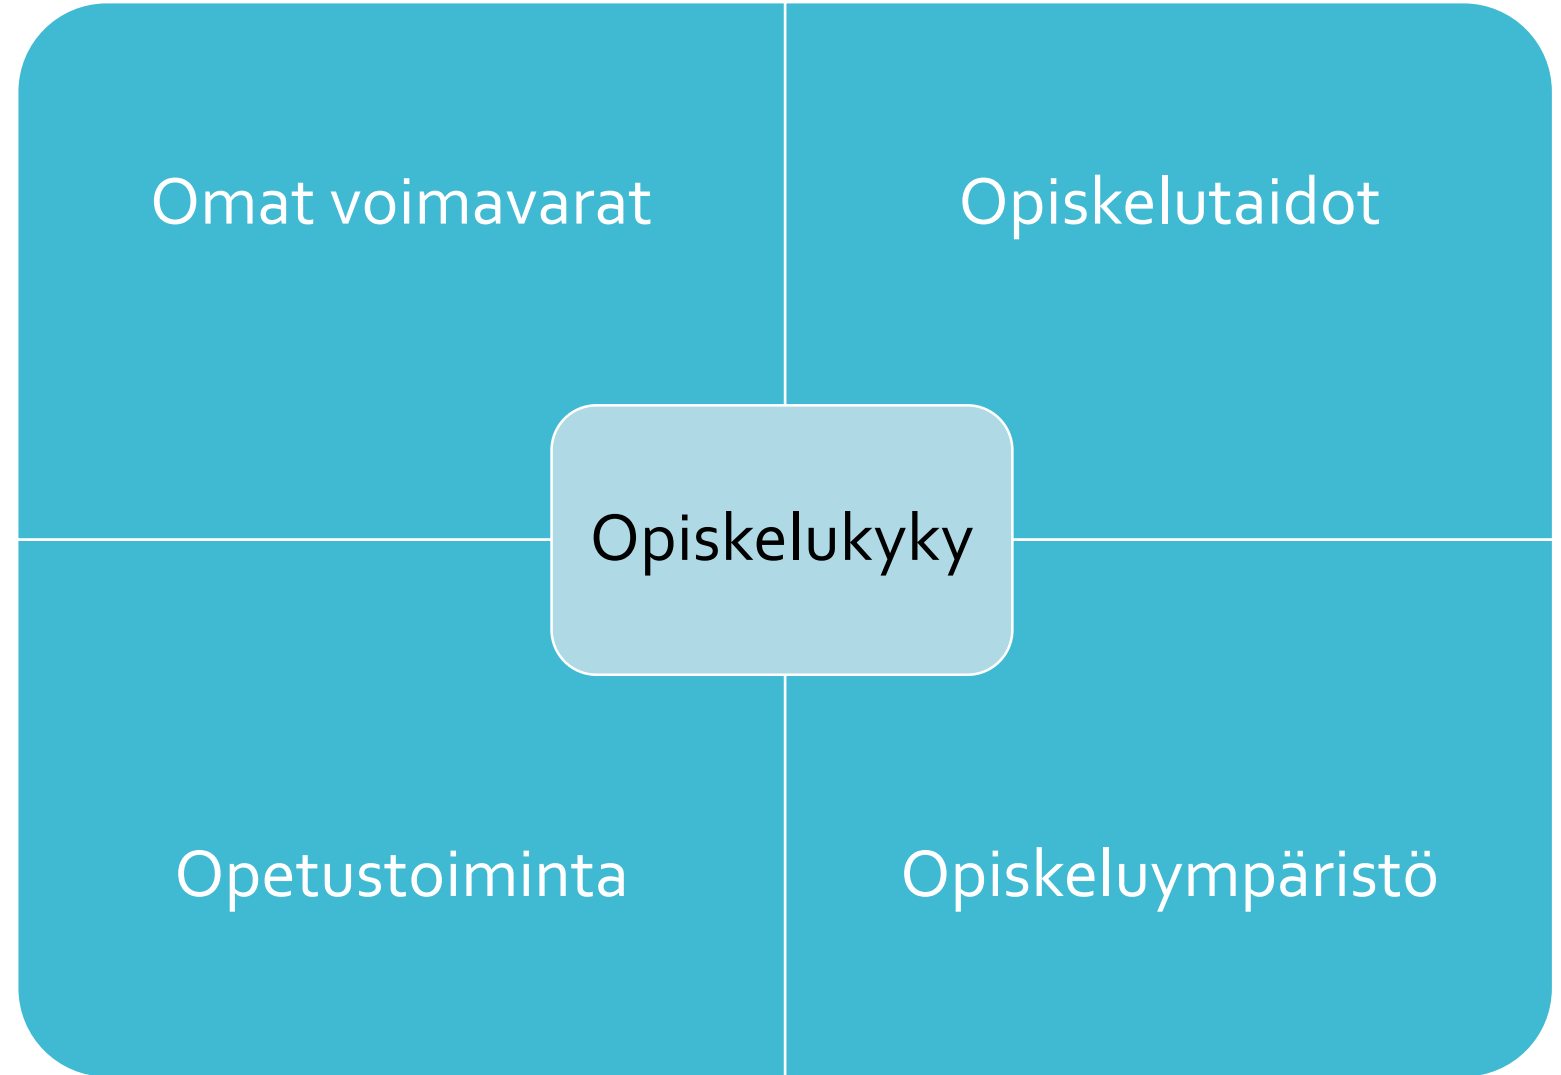 Omat voimavarat
Opiskelutaidot
Opiskelukyky
Opetustoiminta
Opiskeluympäristö